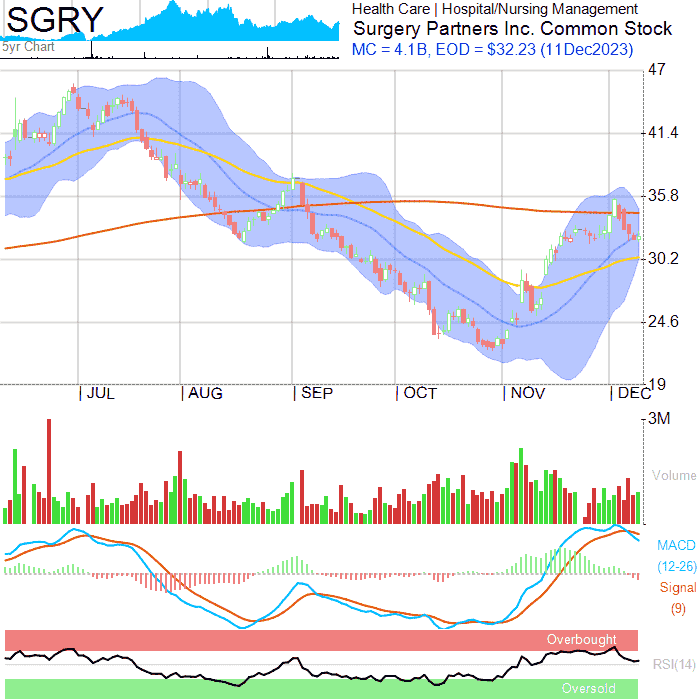 SGRY
5yr Chart
Health Care | Hospital/Nursing Management
Surgery Partners Inc. Common Stock
MC = 4.1B, EOD = $32.23 (11Dec2023)
47
41.4
35.8
30.2
24.6
19
JUL AUG SEP OCT NOV DEC
3M
Volume
MACD
(12-26)
Signal
(9)
Overbought
RSI(14)
Oversold